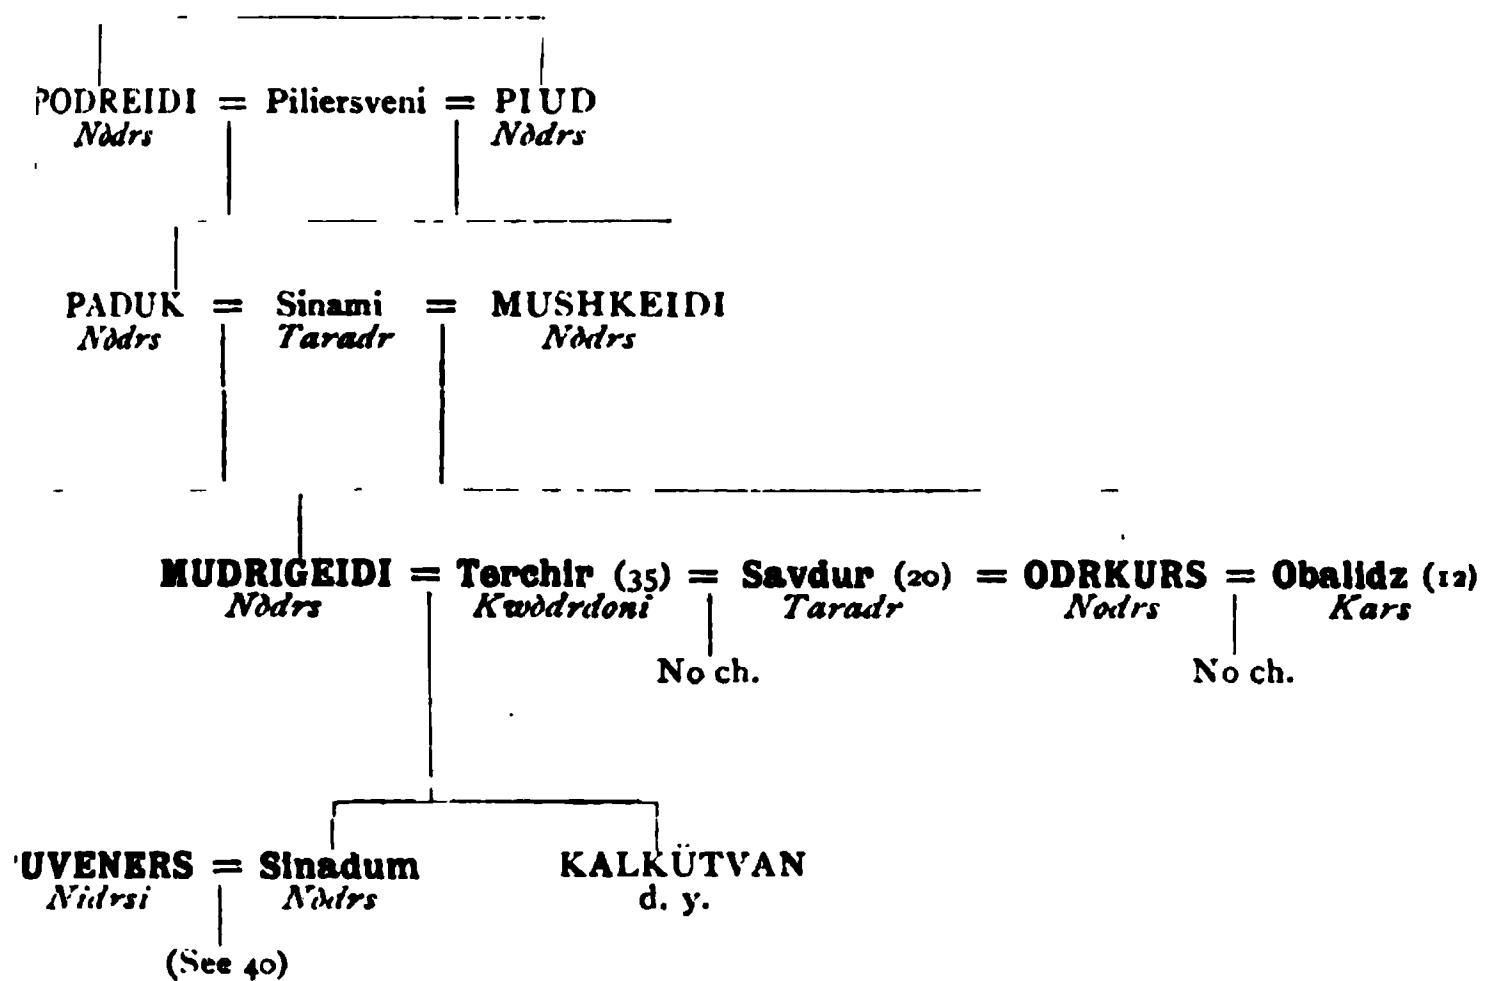 PODREIDI = Piliersveni = PIUD
Nòdrs Nòdrs
PADUK = Sinami = MUSHKEIDI
Nòdrs Taradr Nòdrs
MUDRIGEIDI = Terchir (35) = Savdur (20) = ODRKURS = Obalidz (12)
Nòdrs Kwòdrdoni Taradr Nodrs Kars
No ch. No ch.
UVENERS = Sinadum KALKÜTVAN
Nidrsi Nòdrs d. y.
(See 40)